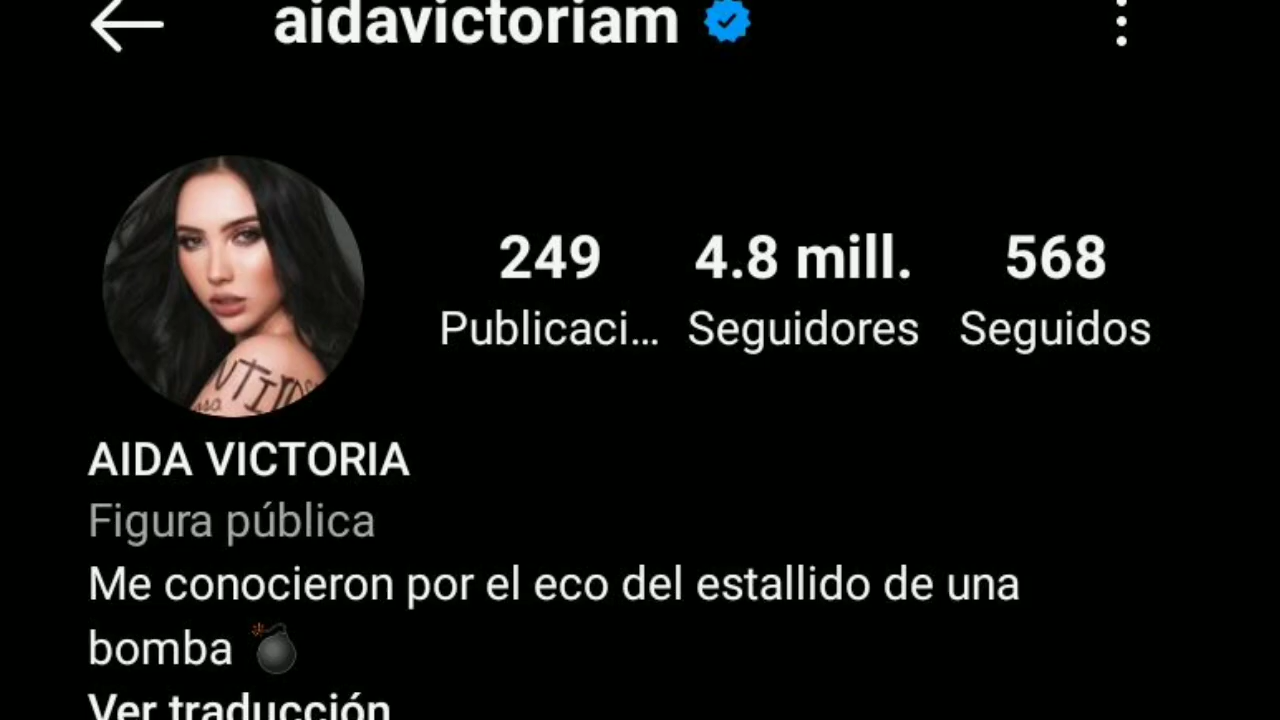 aidavictoriam
249 4.8 mill. 568
Publicaci... Seguidores Seguidos
AIDA VICTORIA
Figura pública
Me conocieron por el eco del estallido de una
bomba 💣
Ver traducción